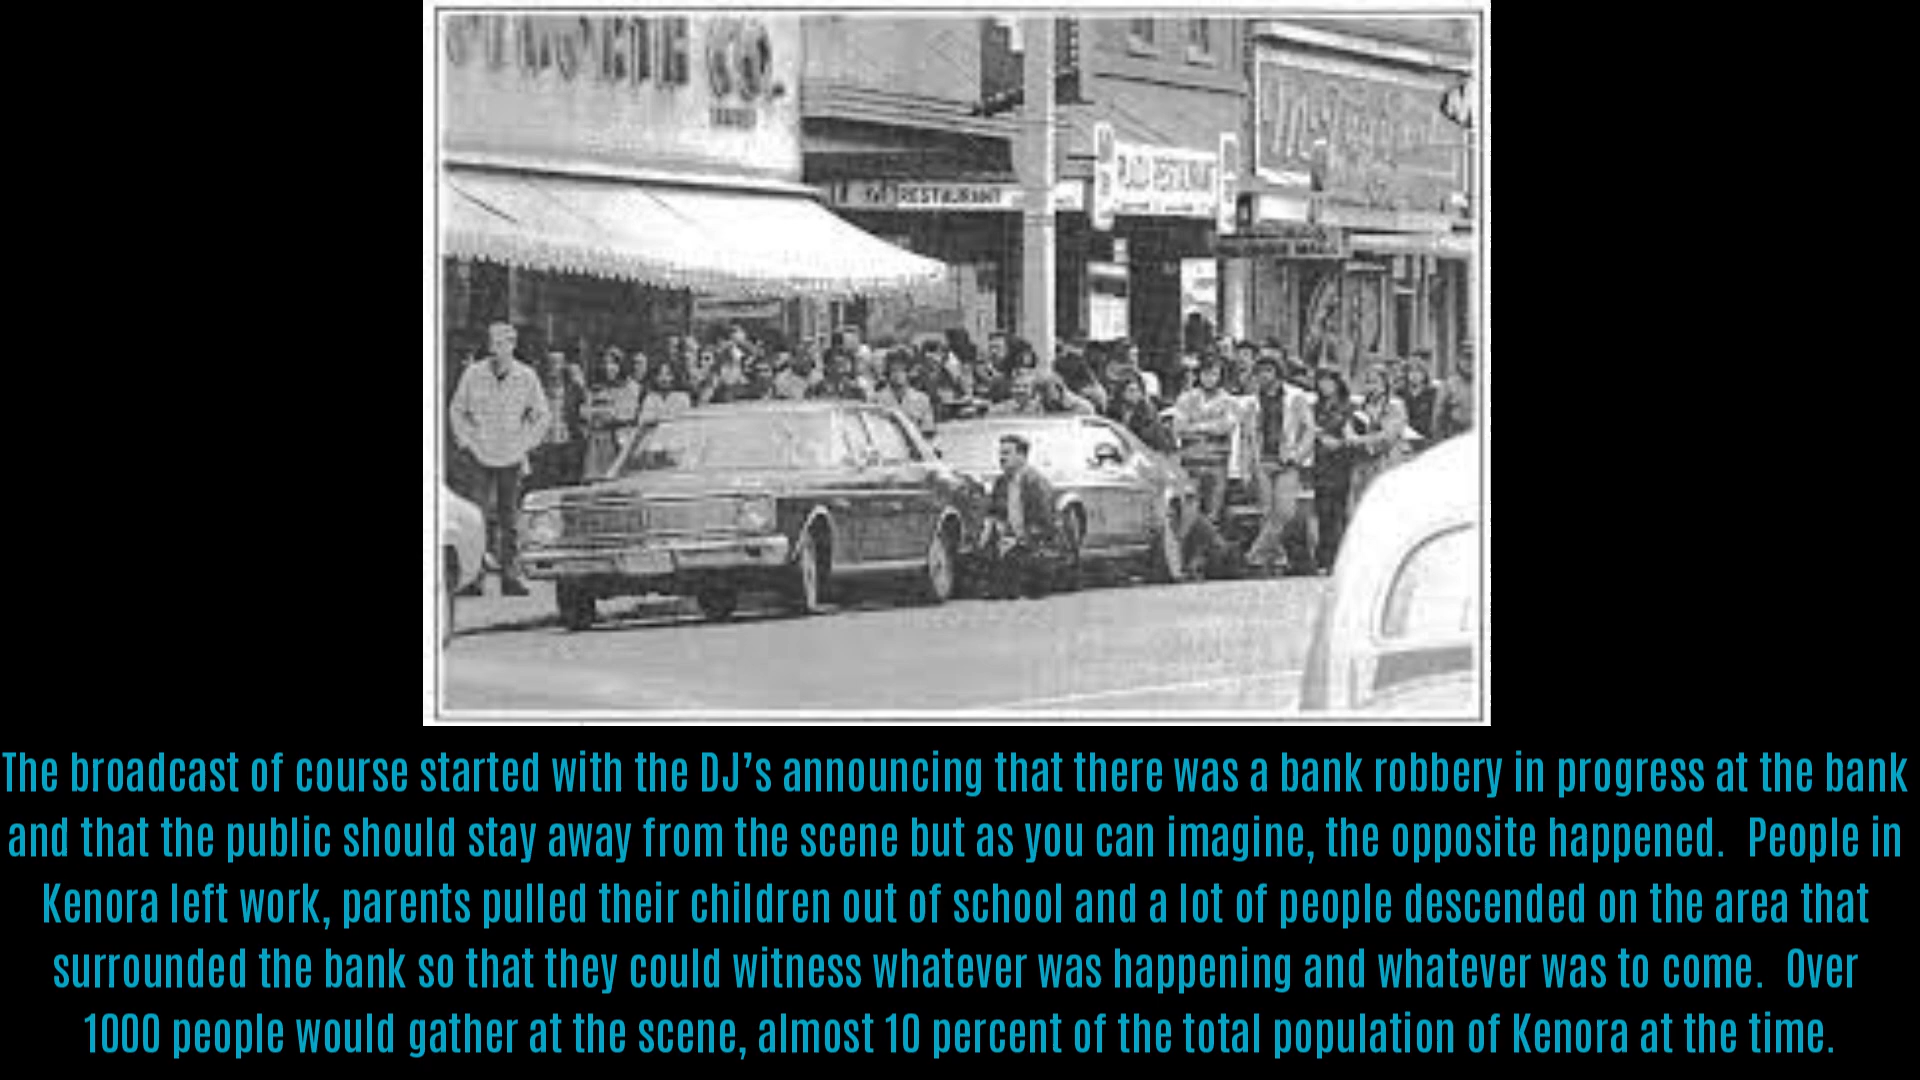 CO.
RESTAURANT
PLAZA RESTAURANT
The broadcast of course started with the DJ’s announcing that there was a bank robbery in progress at the bank
and that the public should stay away from the scene but as you can imagine, the opposite happened.  People in
Kenora left work, parents pulled their children out of school and a lot of people descended on the area that
surrounded the bank so that they could witness whatever was happening and whatever was to come.  Over
1000 people would gather at the scene, almost 10 percent of the total population of Kenora at the time.